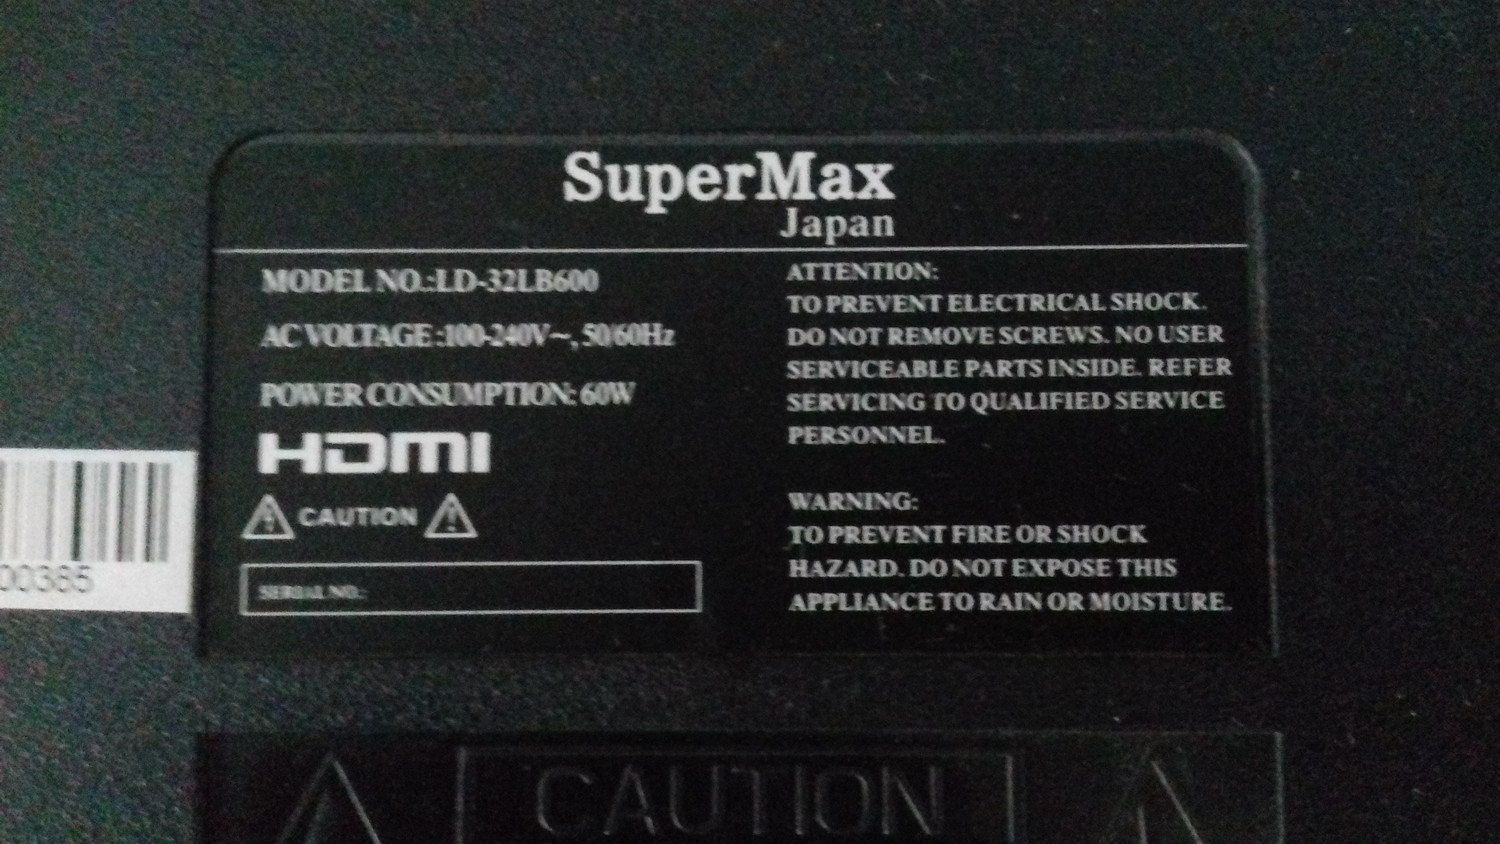 SuperMax
Japan
MODEL NO.:LD-32LB600
AC VOLTAGE:100-240V~, 50/60Hz
POWER CONSUMPTION: 60W
HDMI
CAUTION
SERIAL NO.:
ATTENTION:
TO PREVENT ELECTRICAL SHOCK.
DO NOT REMOVE SCREWS. NO USER
SERVICEABLE PARTS INSIDE. REFER
SERVICING TO QUALIFIED SERVICE
PERSONNEL.
WARNING:
TO PREVENT FIRE OR SHOCK
HAZARD. DO NOT EXPOSE THIS
APPLIANCE TO RAIN OR MOISTURE.
00385
CAUTION